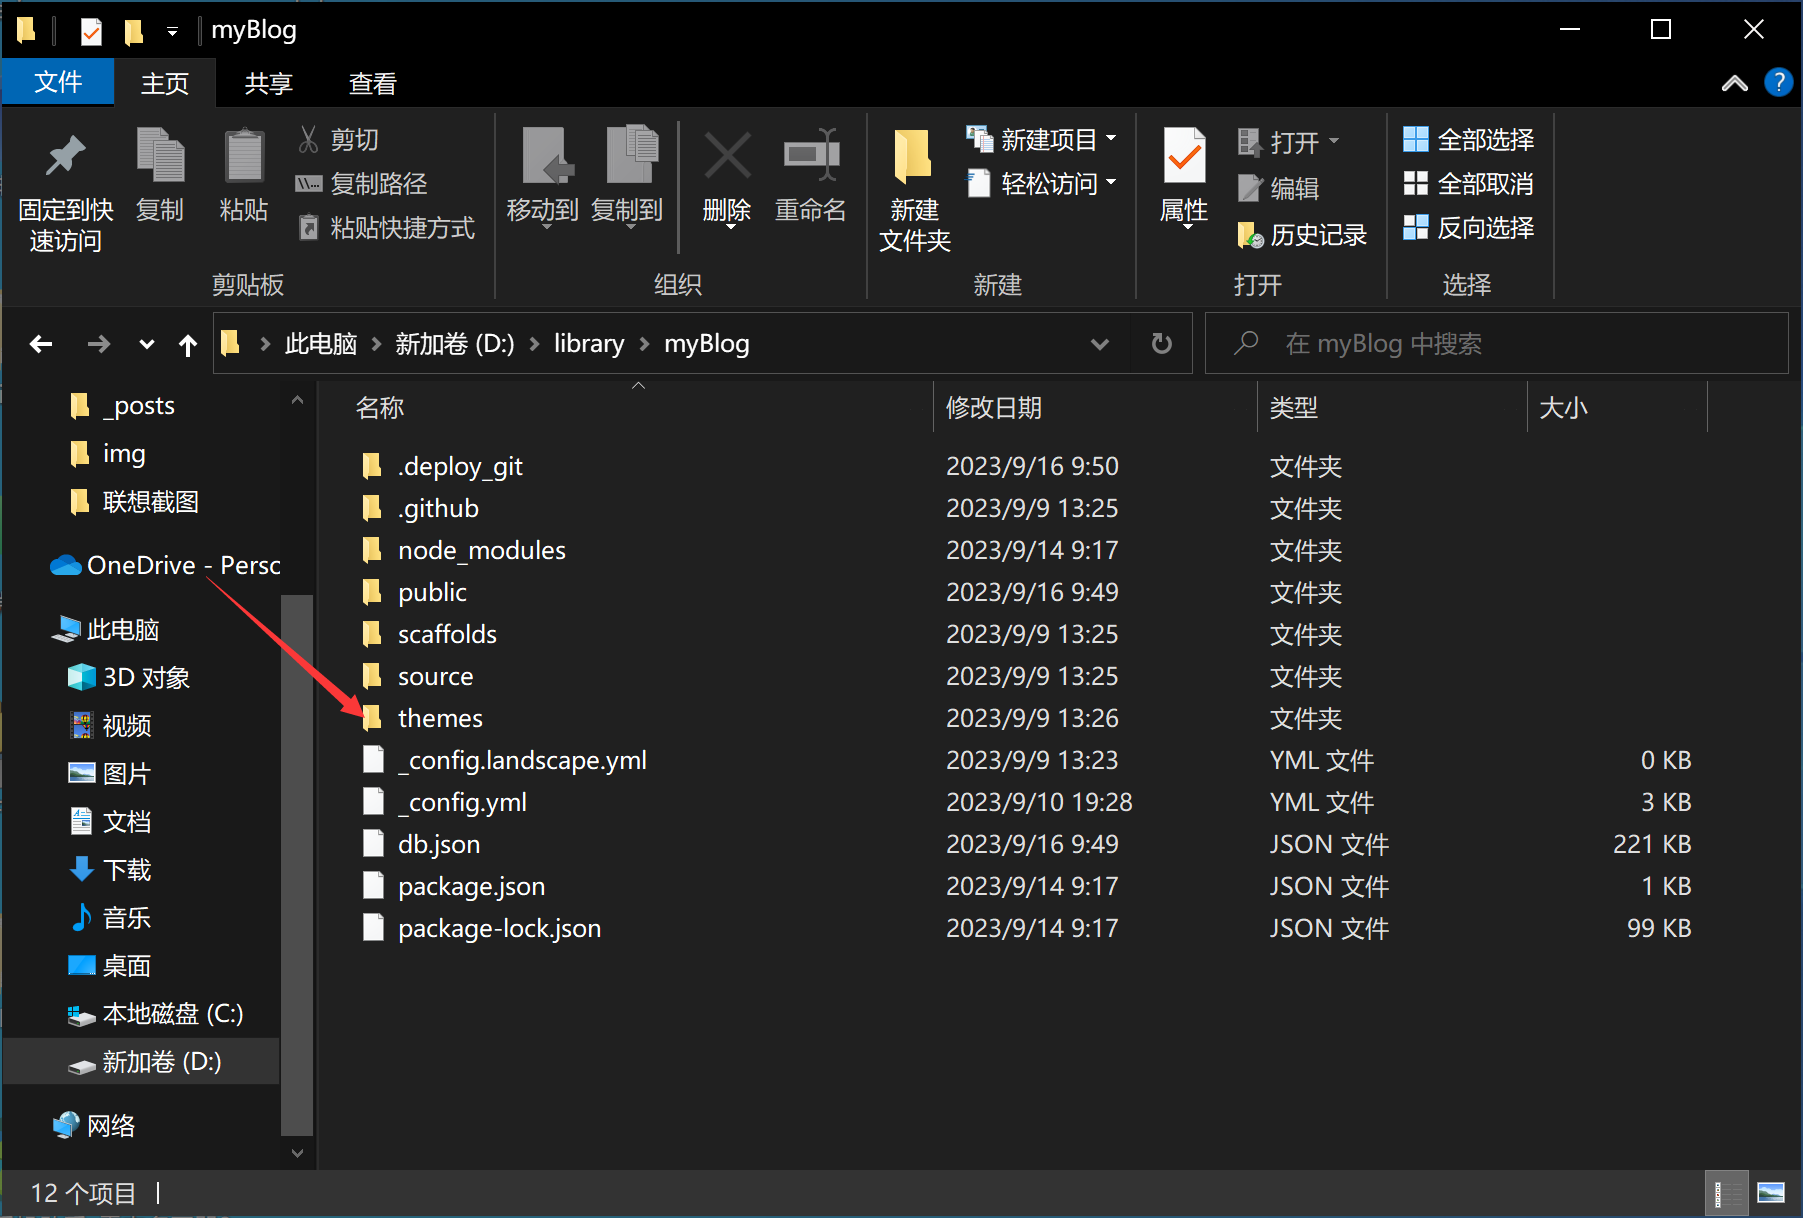 myBlog
文件 主页 共享 查看
固定到快速访问
复制
粘贴
剪切
复制路径
粘贴快捷方式
剪贴板
移动到
复制到
删除
重命名
组织
新建文件夹
新建项目
轻松访问
新建
属性
打开
编辑
历史记录
打开
全部选择
全部取消
反向选择
选择
此电脑 新加卷 (D:) library myBlog
在 myBlog 中搜索
_posts
img
联想截图
OneDrive - Persc
此电脑
3D 对象
视频
图片
文档
下载
音乐
桌面
本地磁盘 (C:)
新加卷 (D:)
网络
名称 修改日期 类型 大小
.deploy_git 2023/9/16 9:50 文件夹
.github 2023/9/9 13:25 文件夹
node_modules 2023/9/14 9:17 文件夹
public 2023/9/16 9:49 文件夹
scaffolds 2023/9/9 13:25 文件夹
source 2023/9/9 13:25 文件夹
themes 2023/9/9 13:26 文件夹
_config.landscape.yml 2023/9/9 13:23 YML 文件 0 KB
_config.yml 2023/9/10 19:28 YML 文件 3 KB
db.json 2023/9/16 9:49 JSON 文件 221 KB
package.json 2023/9/14 9:17 JSON 文件 1 KB
package-lock.json 2023/9/14 9:17 JSON 文件 99 KB
12 个项目